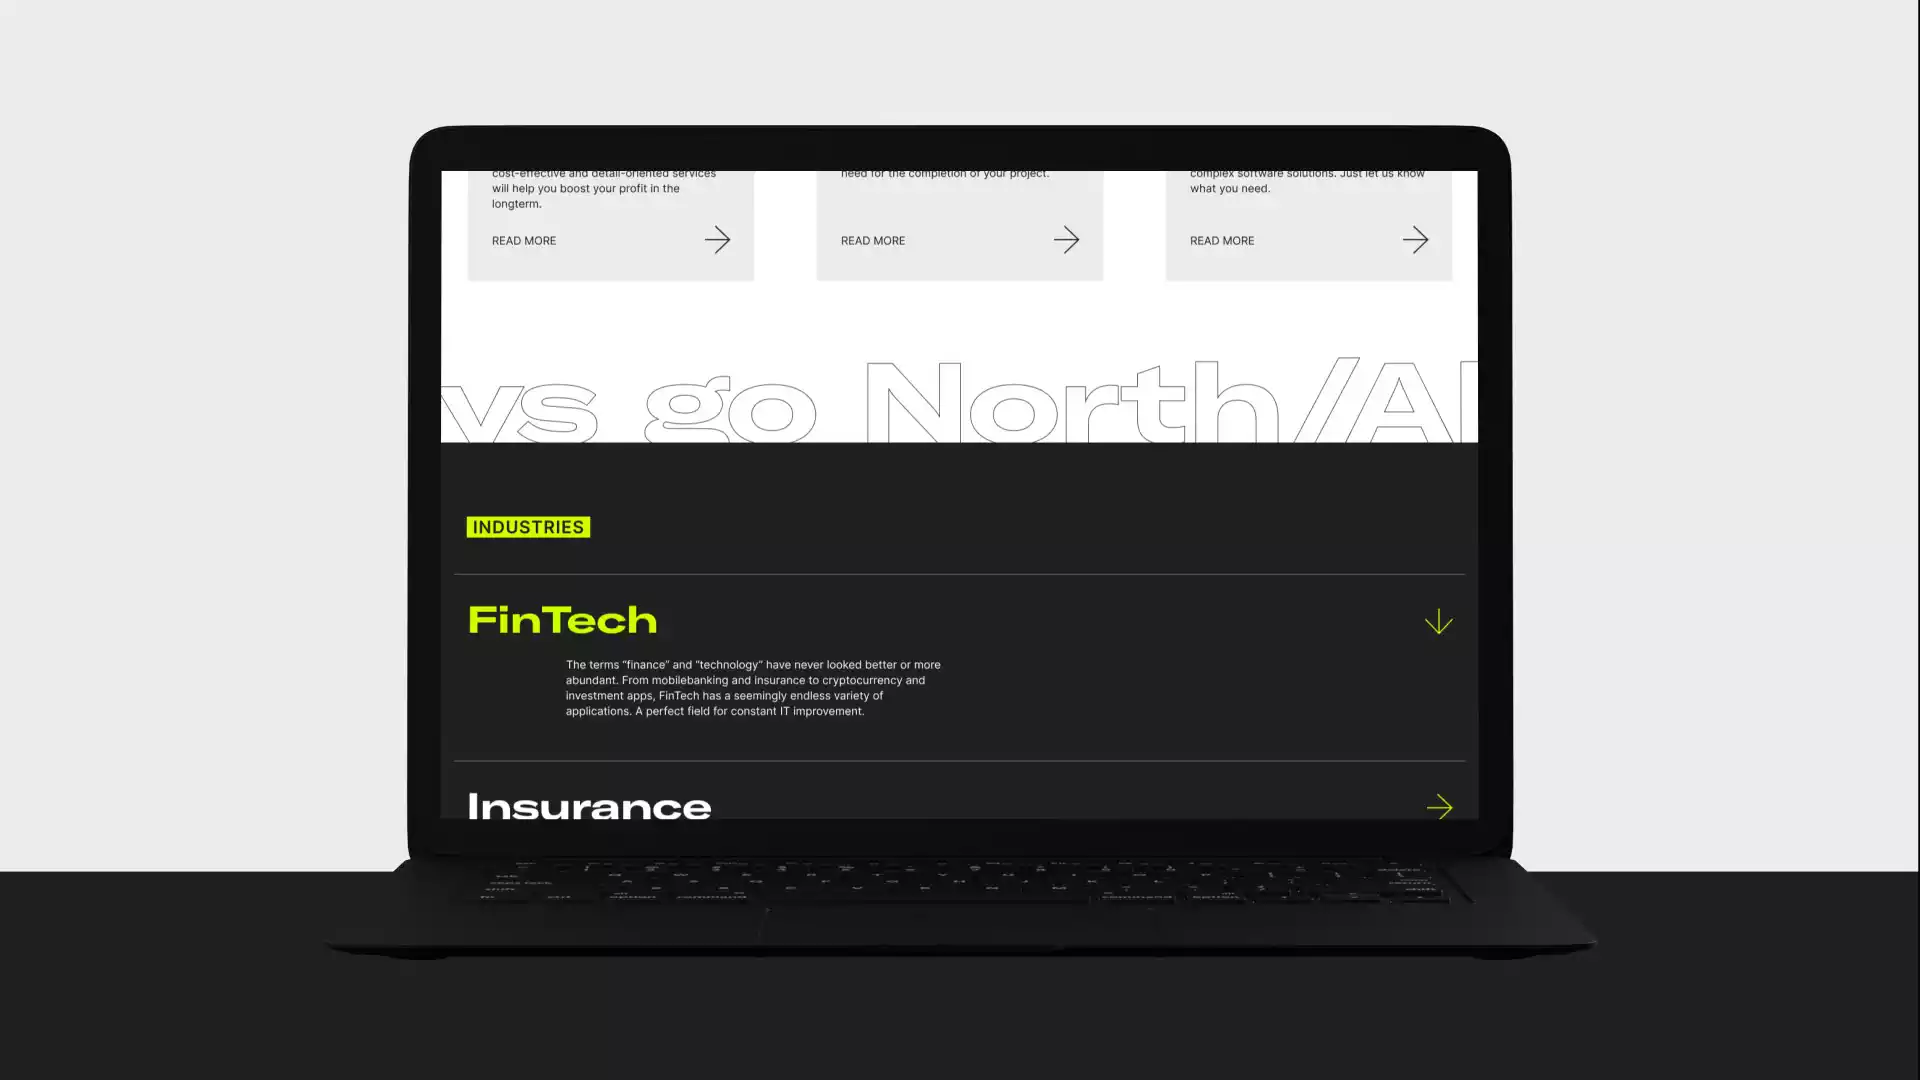 cost-effective and detail-oriented services
will help you boost your profit in the
longterm.
READ MORE
need for the completion of your project.
READ MORE
complex software solutions. Just let us know
what you need.
READ MORE
ys go North/Al
INDUSTRIES
FinTech
The terms “finance” and “technology” have never looked better or more
abundant. From mobilebanking and insurance to cryptocurrency and
investment apps, FinTech has a seemingly endless variety of
applications. A perfect field for constant IT improvement.
Insurance